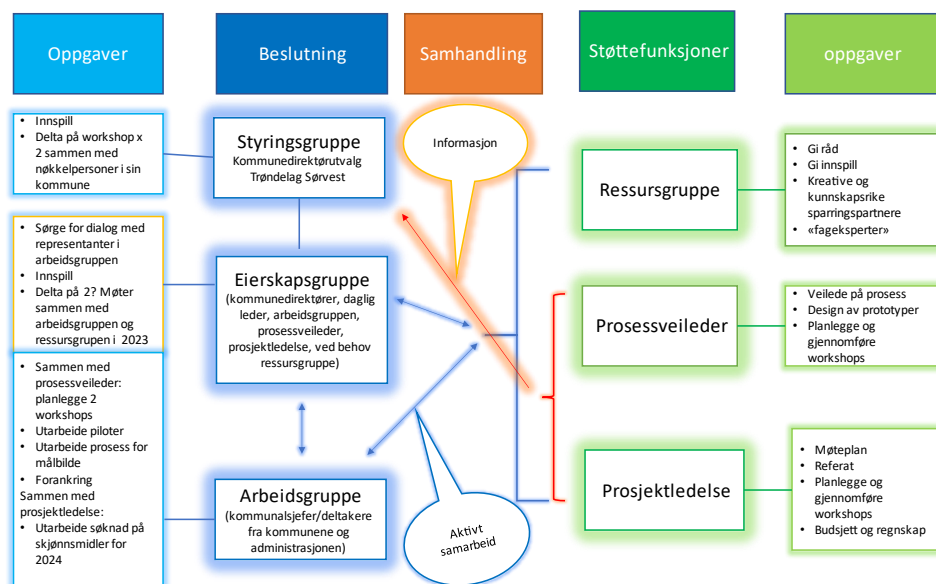 Oppgaver
Beslutning
Samhandling
Støttefunksjoner
oppgaver
• Innspill
• Delta på workshop x
2 sammen med
nøkkelpersoner i sin
kommune
Styringsgruppe
Kommunedirektørutvalg
Trøndelag Sørvest
Informasjon
Ressursgruppe
• Gi råd
• Gi innspill
• Kreative og
kunnskapsrike
sparringspartnere
• «fageksperter»
• Sørge for dialog med
representanter i
arbeidsgruppen
• Innspill
• Delta på 2? Møter
sammen med
arbeidsgruppen og
ressursgrupen i 2023
Eierskapsgruppe
(kommunedirektører, daglig
leder, arbeidsgruppen,
prosessveileder,
prosjektledelse, ved behov
ressursgruppe)
Prosessveileder
• Veilede på prosess
• Design av prototyper
• Planlegge og
gjennomføre
workshops
• Sammen med
prosessveileder:
planlegge 2
workshops
• Utarbeide piloter
• Utarbeide prosess for
målbilde
• Forankring
Sammen med
prosjektledelse:
• Utarbeide søknad på
skjønnsmidler for
2024
Arbeidsgruppe
(kommunalsjefer/deltakere
fra kommunene og
administrasjonen)
Aktivt
samarbeid
Prosjektledelse
• Møteplan
• Referat
• Planlegge og
gjennomføre
workshops
• Budsjett og regnskap